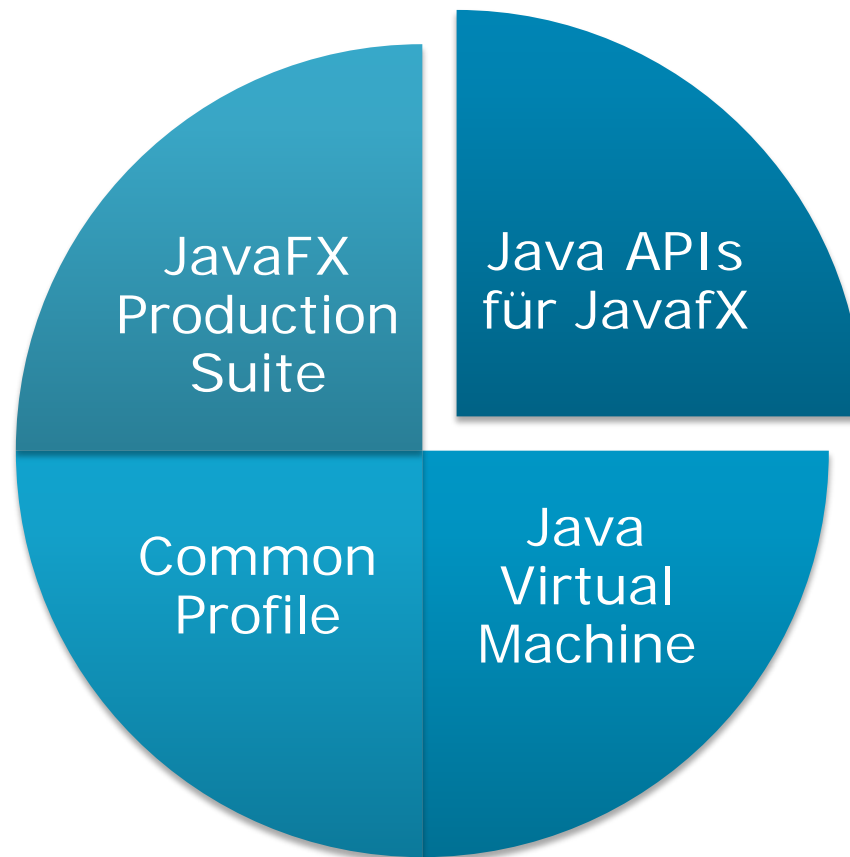 JavaFX
Production
Suite
Java APIs
für JavafX
Common
Profile
Java
Virtual
Machine